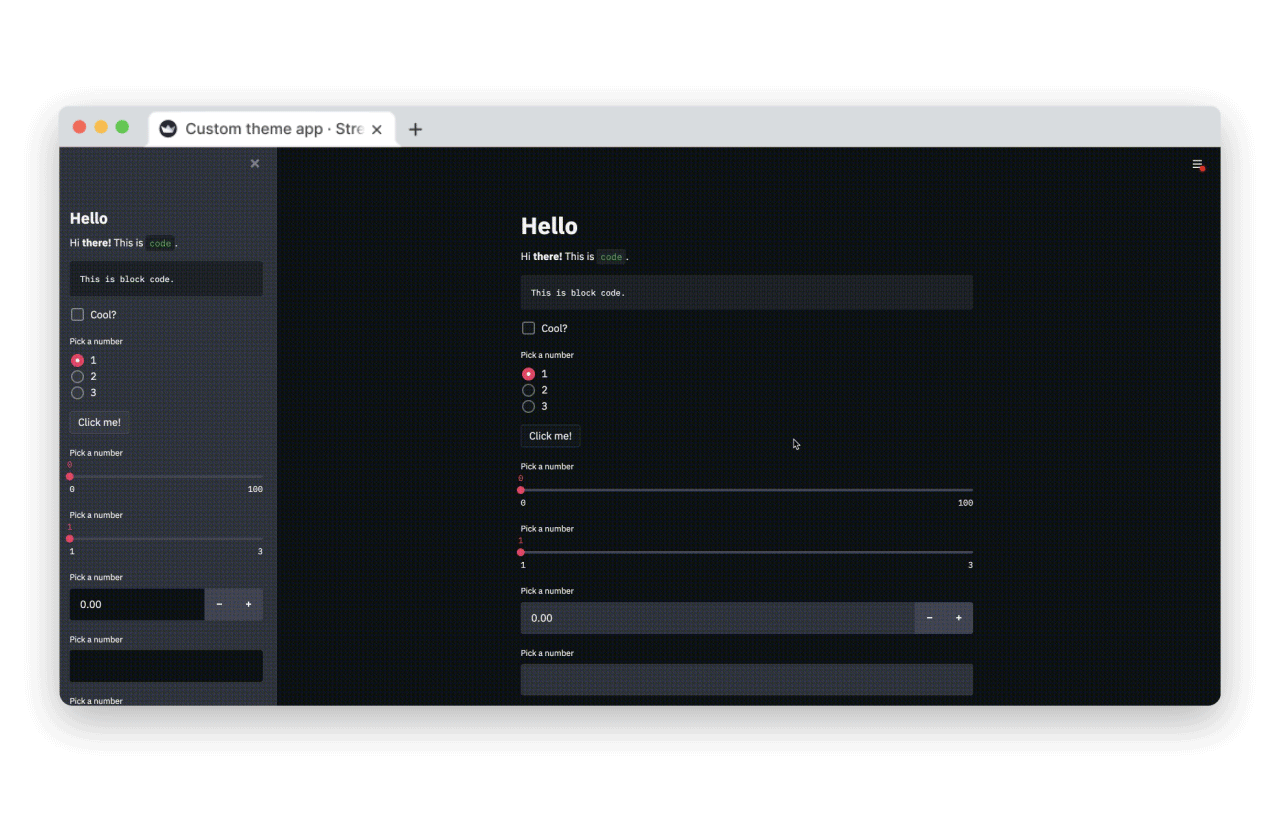 Custom theme app · Stre
Hello
Hi there! This is code.
This is block code.
Cool?
Pick a number
1
2
3
Click me!
Pick a number
0
0 100
Pick a number
1
1 3
Pick a number
0.00 − +
Pick a number
Pick a number
Hello
Hi there! This is code.
This is block code.
Cool?
Pick a number
1
2
3
Click me!
Pick a number
0
0 100
Pick a number
1
1 3
Pick a number
0.00 − +
Pick a number